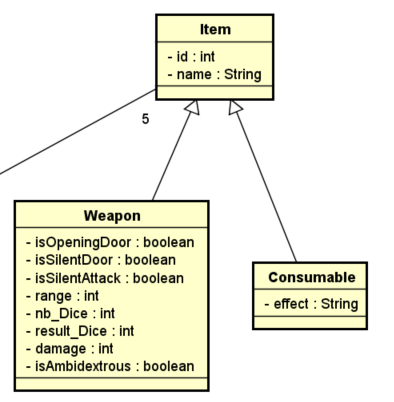 Item
- id : int
- name : String
5
Weapon
- isOpeningDoor : boolean
- isSilentDoor : boolean
- isSilentAttack : boolean
- range : int
- nb_Dice : int
- result_Dice : int
- damage : int
- isAmbidextrous : boolean
Consumable
- effect : String